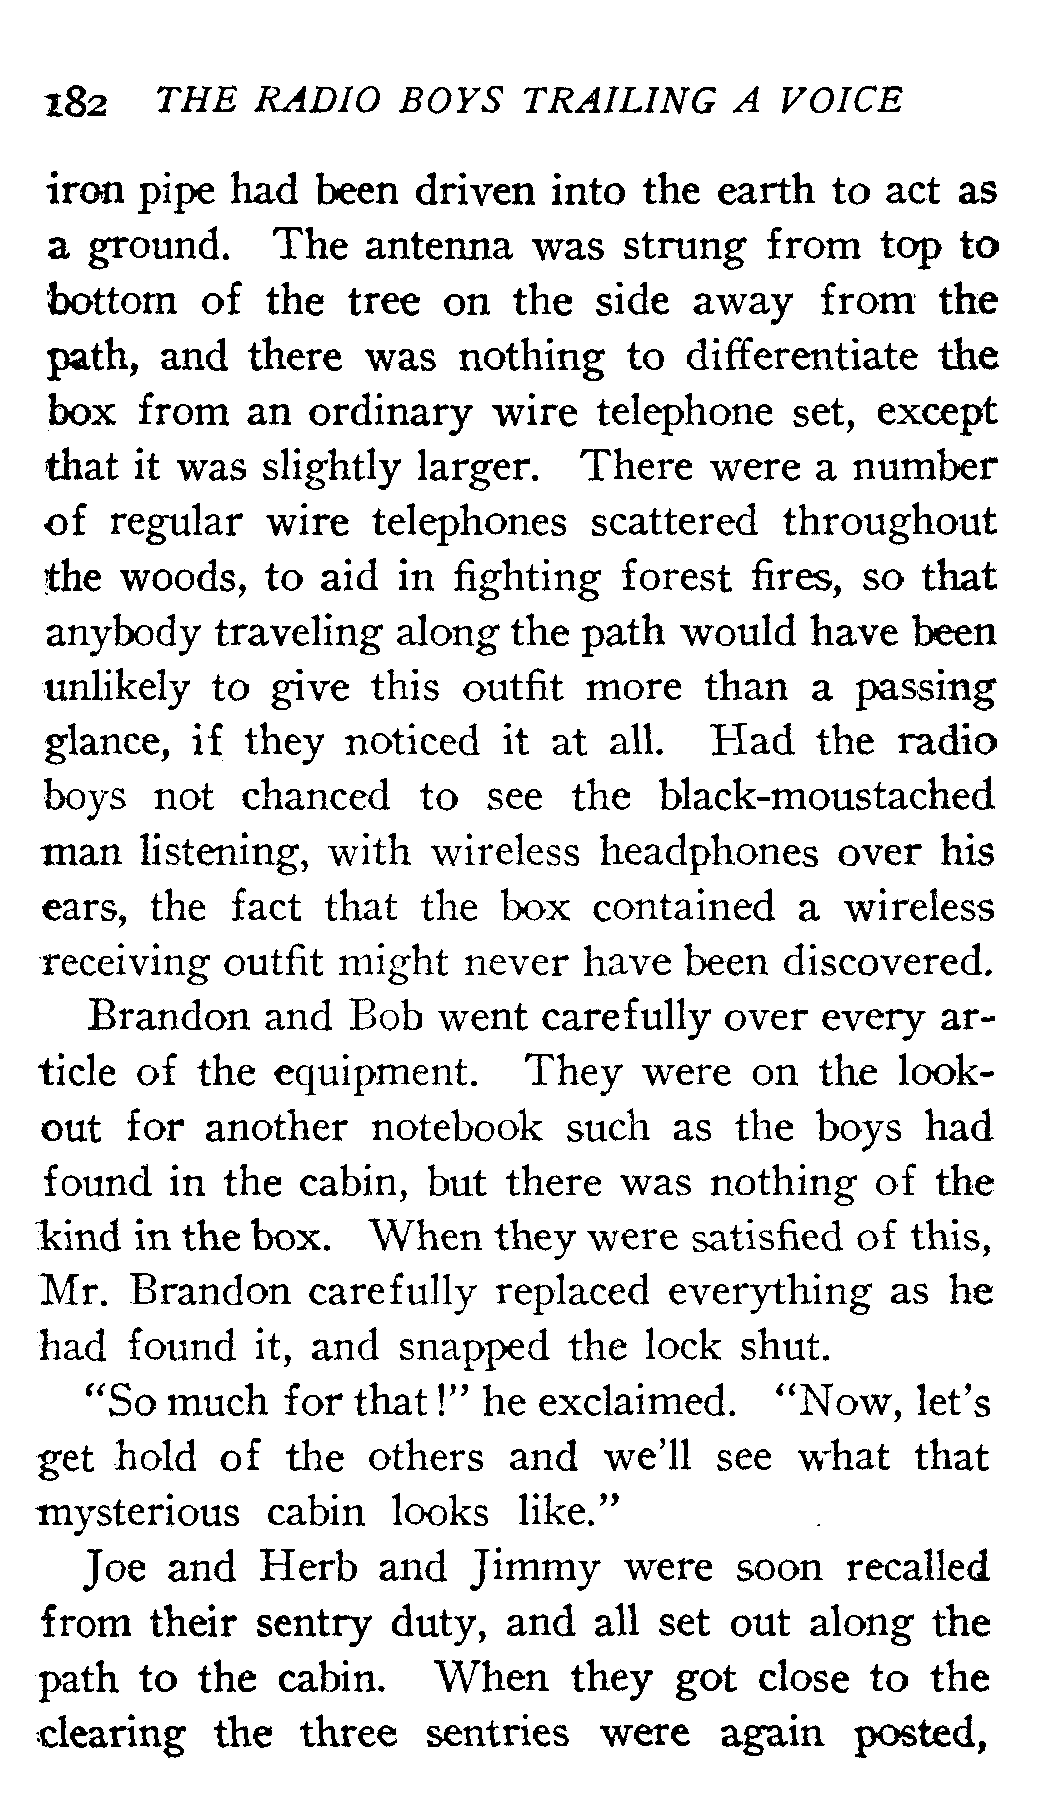 182 THE RADIO BOYS TRAILING A VOICE
iron pipe had been driven into the earth to act as
a ground. The antenna was strung from top to
bottom of the tree on the side away from the
path, and there was nothing to differentiate the
box from an ordinary wire telephone set, except
that it was slightly larger. There were a number
of regular wire telephones scattered throughout
the woods, to aid in fighting forest fires, so that
anybody traveling along the path would have been
unlikely to give this outfit more than a passing
glance, if they noticed it at all. Had the radio
boys not chanced to see the black-moustached
man listening, with wireless headphones over his
ears, the fact that the box contained a wireless
receiving outfit might never have been discovered.
Brandon and Bob went carefully over every ar-
ticle of the equipment. They were on the look-
out for another notebook such as the boys had
found in the cabin, but there was nothing of the
kind in the box. When they were satisfied of this,
Mr. Brandon carefully replaced everything as he
had found it, and snapped the lock shut.
"So much for that!" he exclaimed. "Now, let's
get hold of the others and we'll see what that
mysterious cabin looks like."
Joe and Herb and Jimmy were soon recalled
from their sentry duty, and all set out along the
path to the cabin. When they got close to the
clearing the three sentries were again posted,